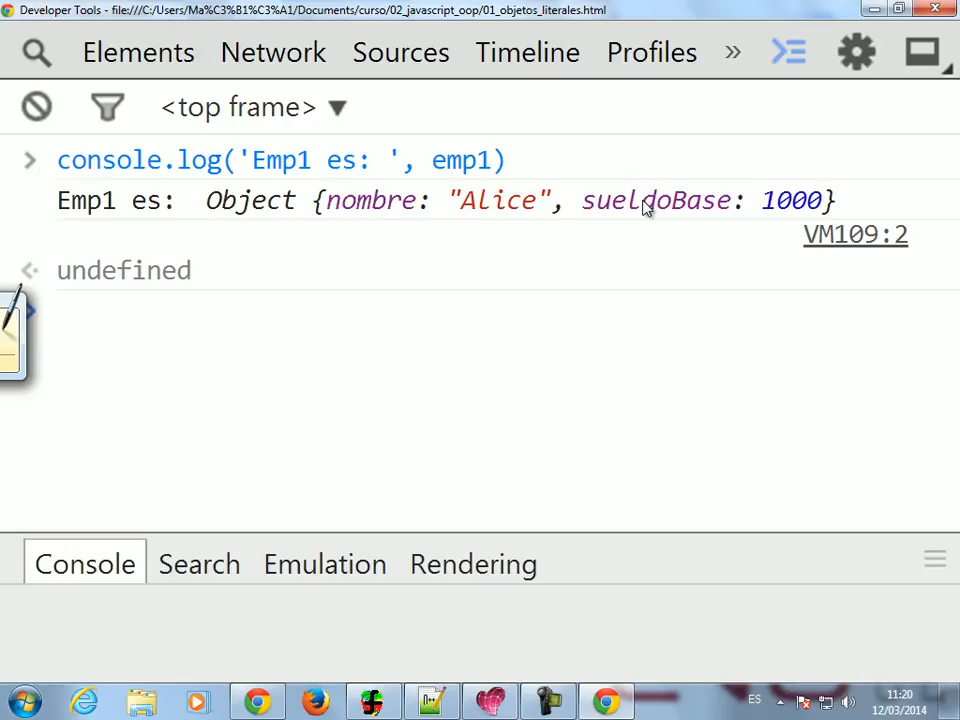 Developer Tools - file:///C:/Users/Ma%C3%B1%C3%A1/Documents/curso/02_javascript_oop/01_objetos_literales.html
Elements Network Sources Timeline Profiles »
<top frame> ▼
console.log('Emp1 es: ', emp1)
Emp1 es:  Object {nombre: "Alice", sueldoBase: 1000}
VM109:2
undefined
Console Search Emulation Rendering
ES
11:20
12/03/2014